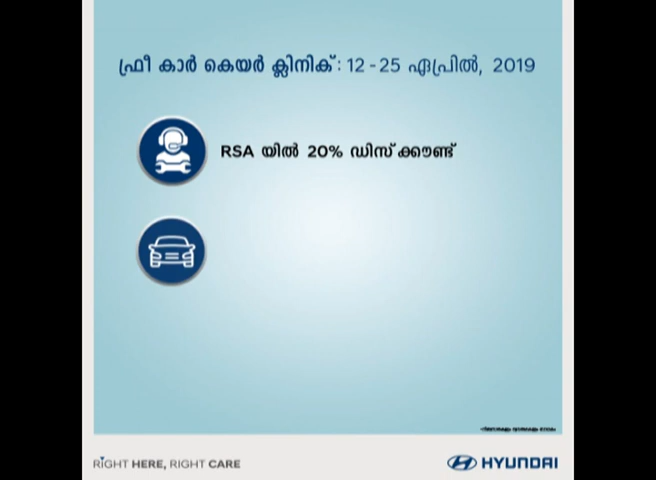 ഫ്രീ കാർ കെയർ ക്ലിനിക് : 12 - 25 ഏപ്രിൽ, 2019
RSA യിൽ 20% ഡിസ്ക്കൗണ്ട്
RIGHT HERE, RIGHT CARE
HYUNDAI